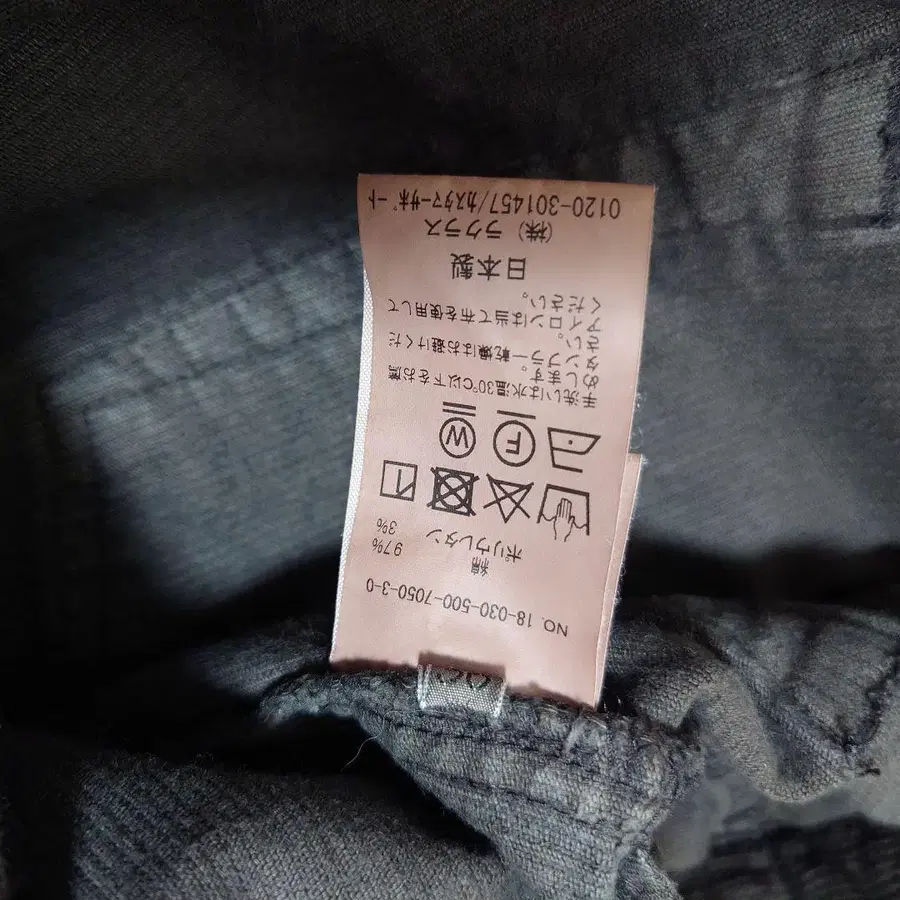 NO. 18-030-500-7050-3-0
綿 97%
ポリウレタン 3%
F W
手洗いは水温30℃以下をお薦
めします。
タンブラー乾燥はお避けくだ
さい。
アイロンは当て布を使用して
ください。
日本製
(株) ラクラス
0120-301457/カスタマーサポート